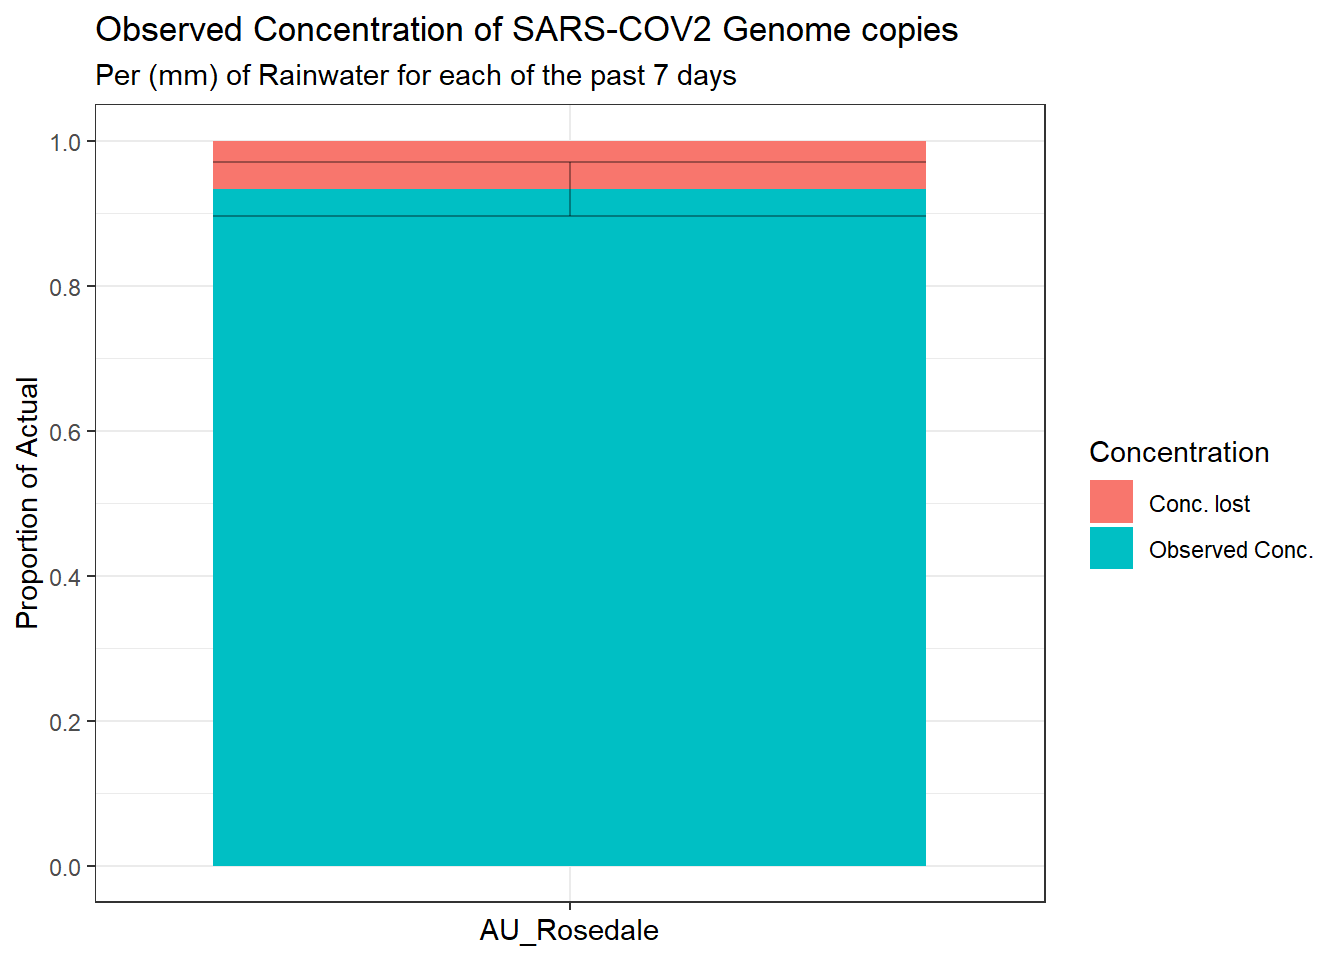 Observed Concentration of SARS-COV2 Genome copies
Per (mm) of Rainwater for each of the past 7 days
Proportion of Actual
1.0
0.8
0.6
0.4
0.2
0.0
AU_Rosedale
Concentration
Conc. lost
Observed Conc.